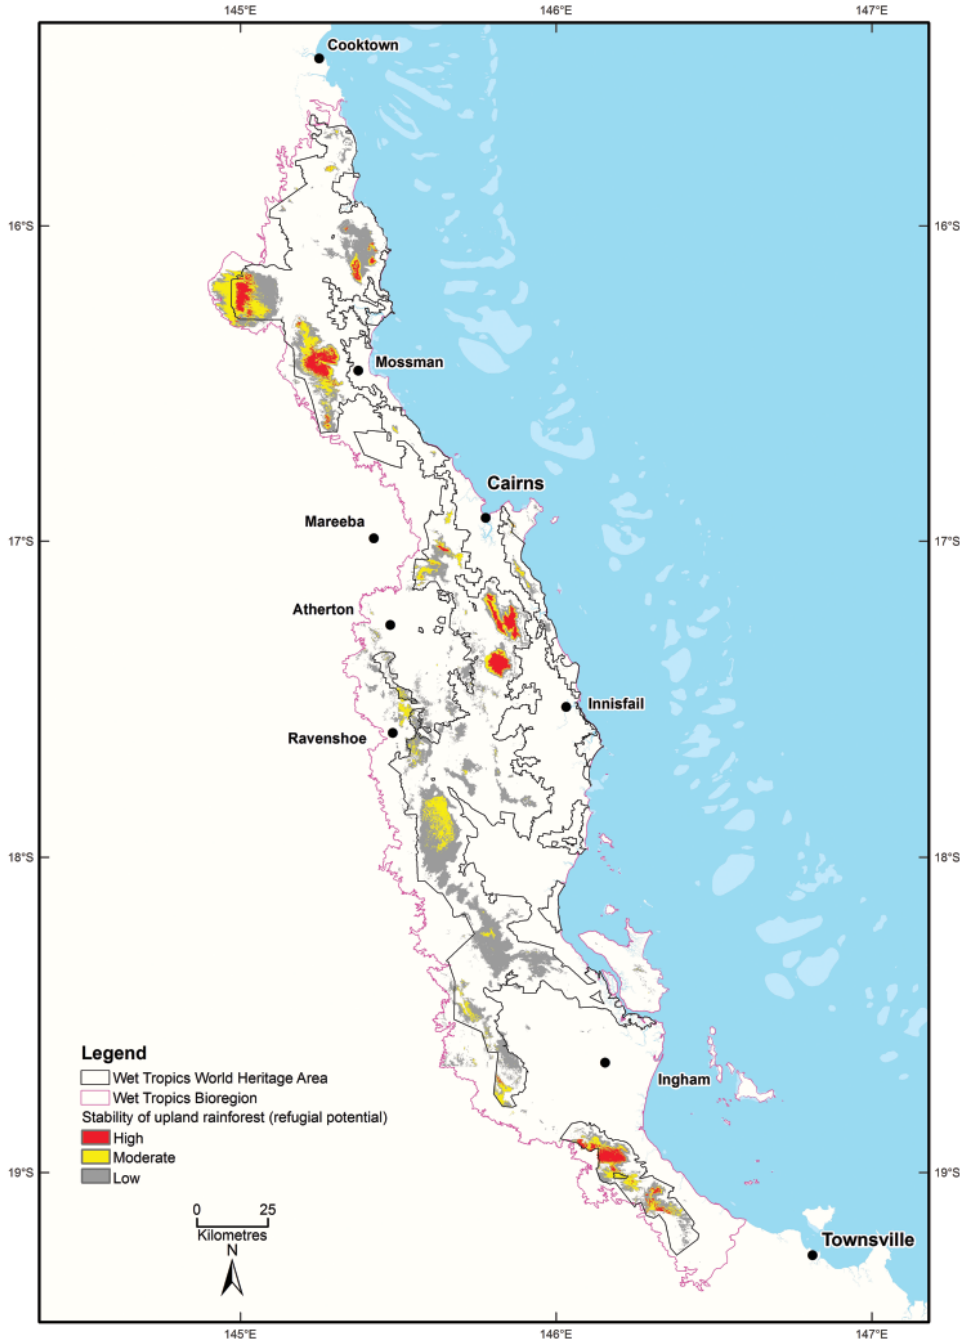 145°E 146°E 147°E
Cooktown
16°S 16°S
Mossman
Cairns
Mareeba
17°S 17°S
Atherton
Innisfail
Ravenshoe
18°S 18°S
Legend
Wet Tropics World Heritage Area
Ingham
Wet Tropics Bioregion
Stability of upland rainforest (refugial potential)
High
Moderate
Low
19°S 19°S
0 25
Kilometres
N
Townsville
145°E 146°E 147°E